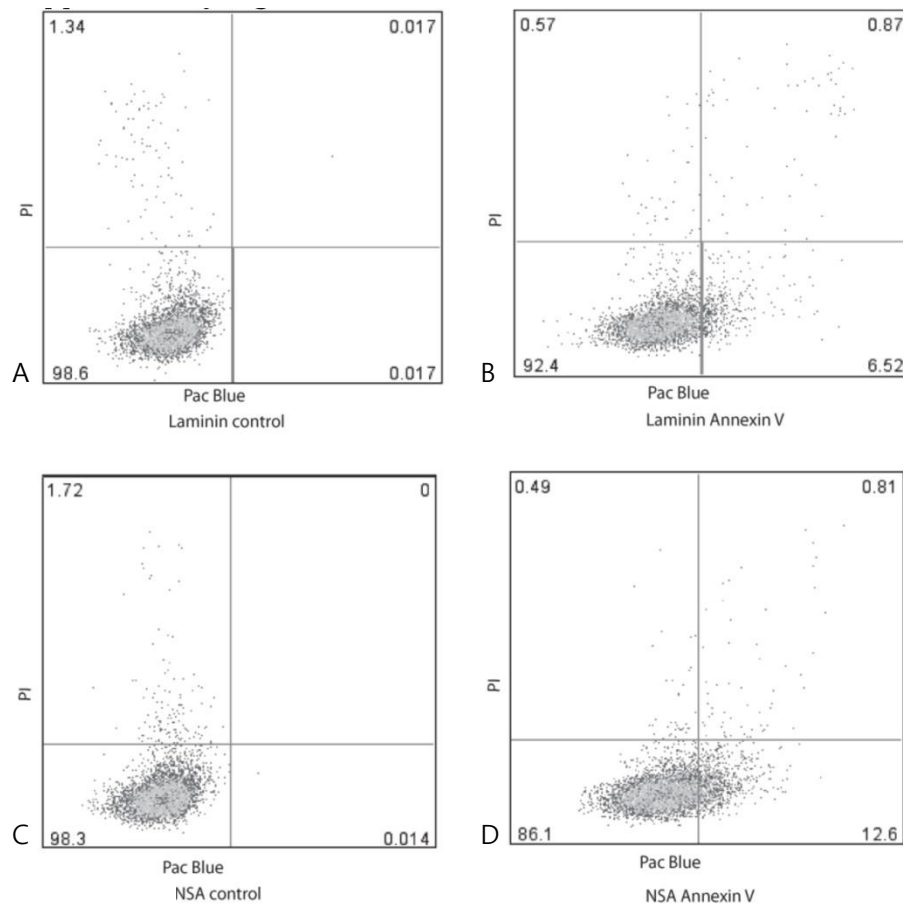 1.34
0.017
PI
A
98.6
0.017
Pac Blue
Laminin control
0.57
0.87
PI
B
92.4
6.52
Pac Blue
Laminin Annexin V
1.72
0
PI
C
98.3
0.014
Pac Blue
NSA control
0.49
0.81
PI
D
86.1
12.6
Pac Blue
NSA Annexin V